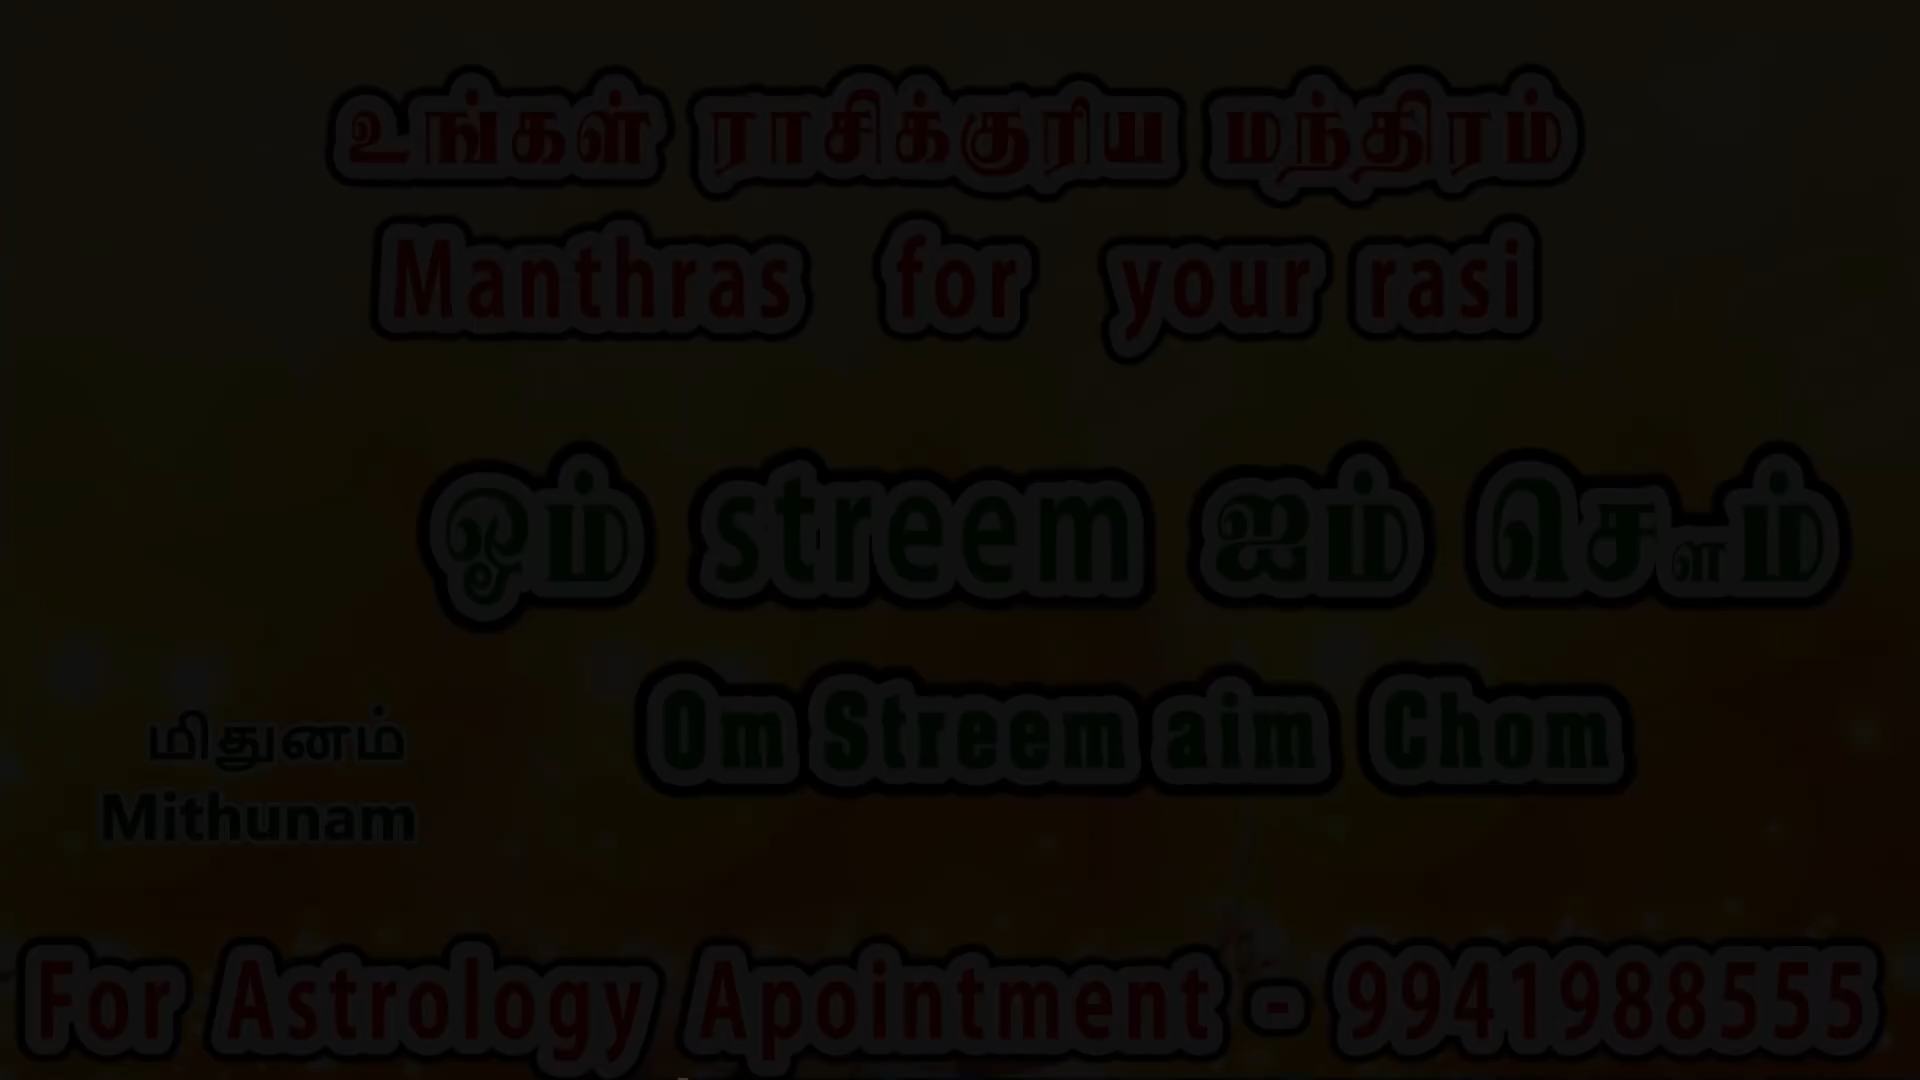 உங்கள் ராசிக்குரிய மந்திரம்
Manthras for your rasi
ஓம் streem ஐம் சௌம்
Om Streem aim Chom
மிதுனம்
Mithunam
For Astrology Apointment - 9941988555